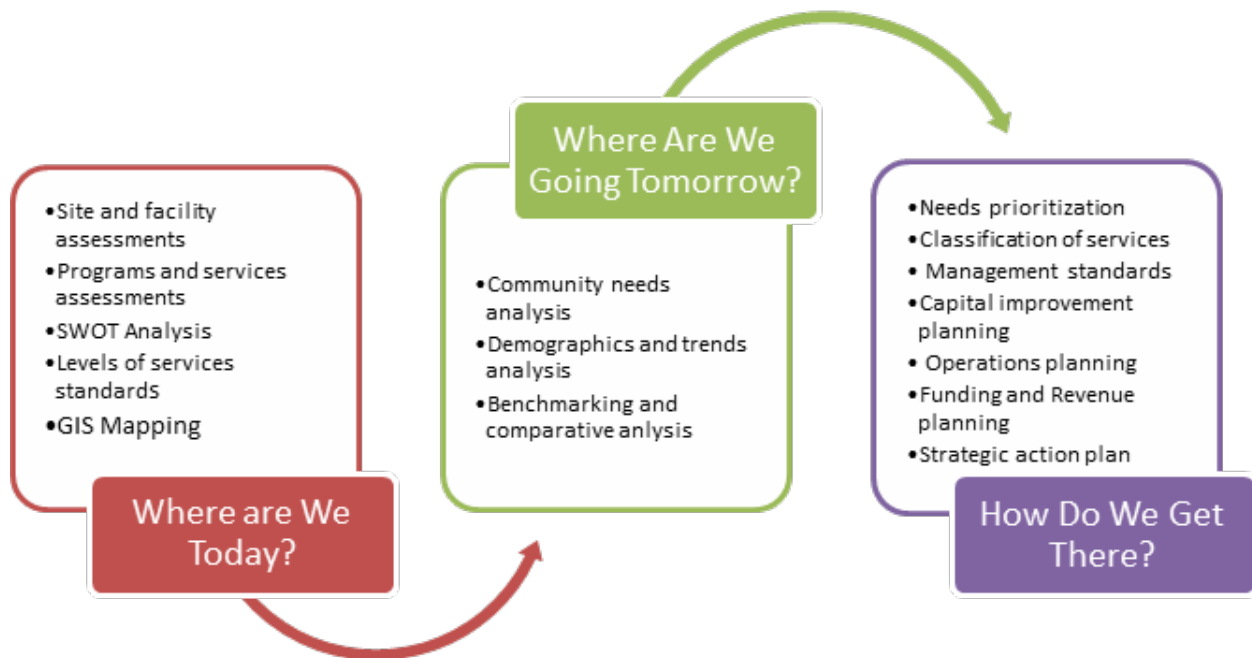 •Site and facility
assessments
•Programs and services
assessments
•SWOT Analysis
•Levels of services
standardS
•GIS Mapping
Where are We
Today?
Where Are We
Going Tomorrow?
•Community needs
analysis
•Demographics and trends
analysis
•Benchmarking and
comparative anlysis
•Needs prioritization
•Classification of services
• Management standards
•Capital improvement
planning
• Operations planning
•Funding and Revenue
planning
•Strategic action plan
How Do We Get
There?